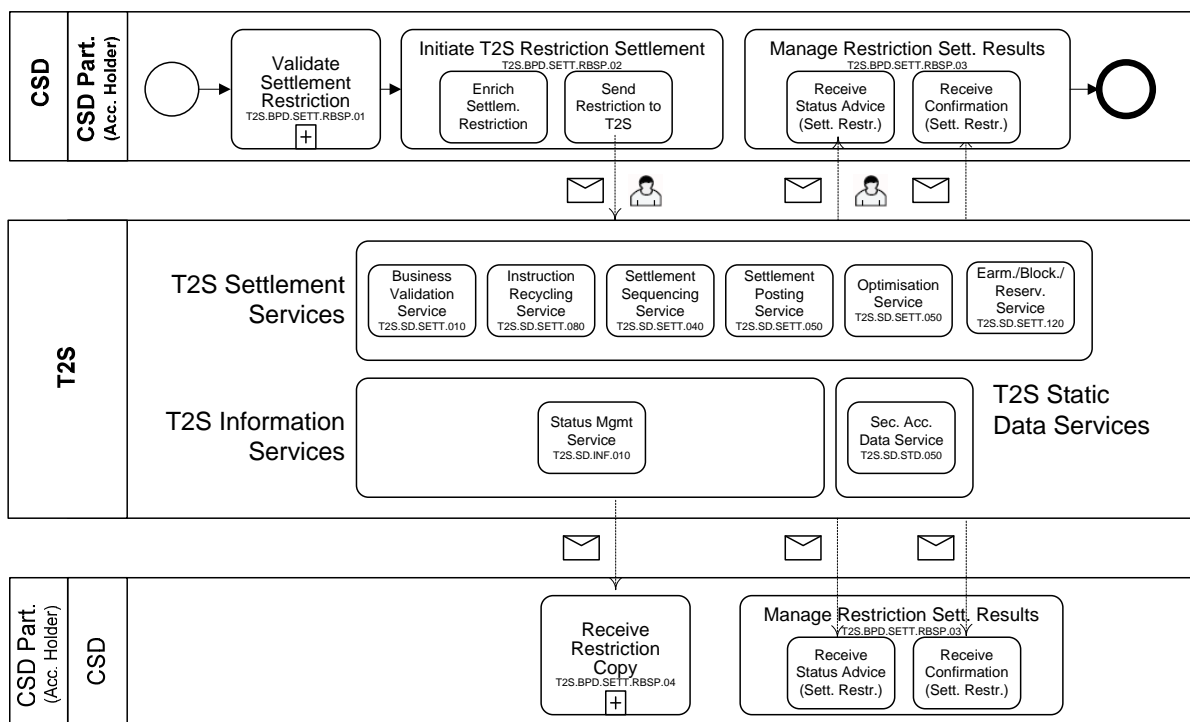 CSD
CSD Part.
(Acc. Holder)
Validate
Settlement
Restriction
T2S.BPD.SETT.RBSP.01
+
Initiate T2S Restriction Settlement
T2S.BPD.SETT.RBSP.02
Enrich
Settlem.
Restriction
Send
Restriction to
T2S
Manage Restriction Sett. Results
T2S.BPD.SETT.RBSP.03
Receive
Status Advice
(Sett. Restr.)
Receive
Confirmation
(Sett. Restr.)
T2S
T2S Settlement
Services
Business
Validation
Service
T2S.SD.SETT.010
Instruction
Recycling
Service
T2S.SD.SETT.080
Settlement
Sequencing
Service
T2S.SD.SETT.040
Settlement
Posting
Service
T2S.SD.SETT.050
Optimisation
Service
T2S.SD.SETT.050
Earm./Block./
Reserv.
Service
T2S.SD.SETT.120
T2S Information
Services
Status Mgmt
Service
T2S.SD.INF.010
Sec. Acc.
Data Service
T2S.SD.STD.050
T2S Static
Data Services
CSD Part.
(Acc. Holder)
CSD
Receive
Restriction
Copy
T2S.BPD.SETT.RBSP.04
+
Manage Restriction Sett. Results
T2S.BPD.SETT.RBSP.03
Receive
Status Advice
(Sett. Restr.)
Receive
Confirmation
(Sett. Restr.)